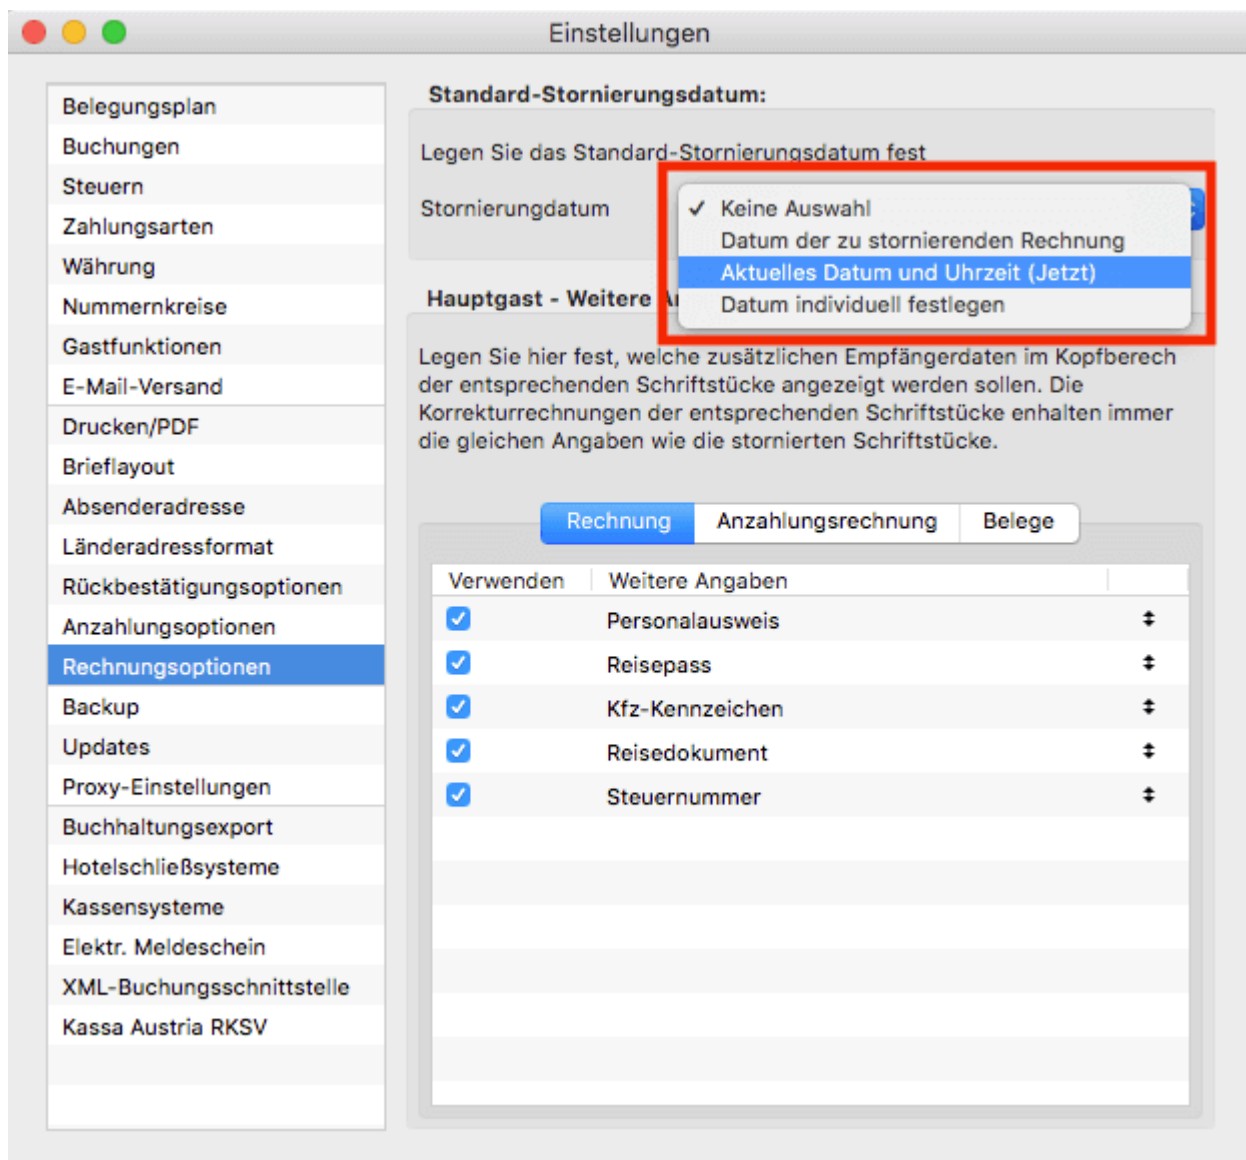 Einstellungen
Belegungsplan
Buchungen
Steuern
Zahlungsarten
Währung
Nummernkreise
Gastfunktionen
E-Mail-Versand
Drucken/PDF
Brieflayout
Absenderadresse
Länderadressformat
Rückbestätigungsoptionen
Anzahlungsoptionen
Rechnungsoptionen
Backup
Updates
Proxy-Einstellungen
Buchhaltungsexport
Hotelschließsysteme
Kassensysteme
Elektr. Meldeschein
XML-Buchungsschnittstelle
Kassa Austria RKSV
Standard-Stornierungsdatum:
Legen Sie das Standard-Stornierungsdatum fest
Stornierungdatum
✓ Keine Auswahl
Datum der zu stornierenden Rechnung
Aktuelles Datum und Uhrzeit (Jetzt)
Datum individuell festlegen
Hauptgast - Weitere
Legen Sie hier fest, welche zusätzlichen Empfängerdaten im Kopfberech
der entsprechenden Schriftstücke angezeigt werden sollen. Die
Korrekturrechnungen der entsprechenden Schriftstücke enhalten immer
die gleichen Angaben wie die stornierten Schriftstücke.
Rechnung Anzahlungsrechnung Belege
Verwenden Weitere Angaben
Personalausweis
Reisepass
Kfz-Kennzeichen
Reisedokument
Steuernummer